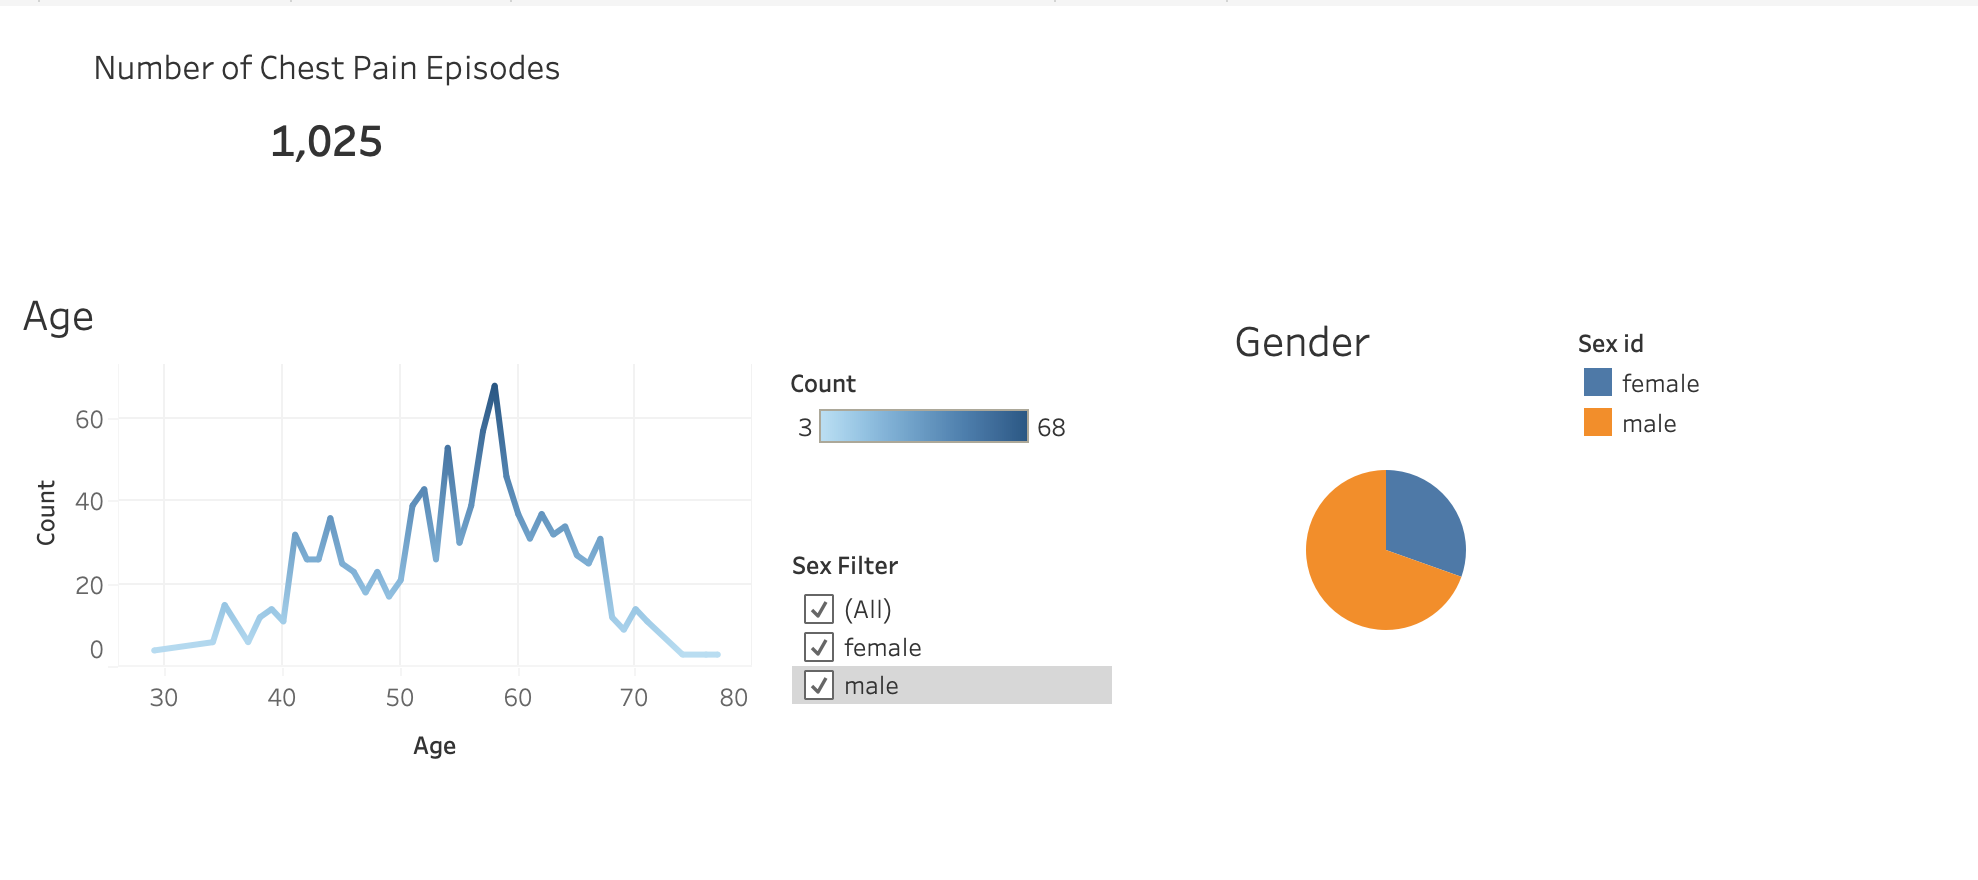 Number of Chest Pain Episodes
1,025
Age
60
40
20
0
Count
30 40 50 60 70 80
Age
Count
3 68
Sex Filter
(All)
female
male
Gender
Sex id
female
male